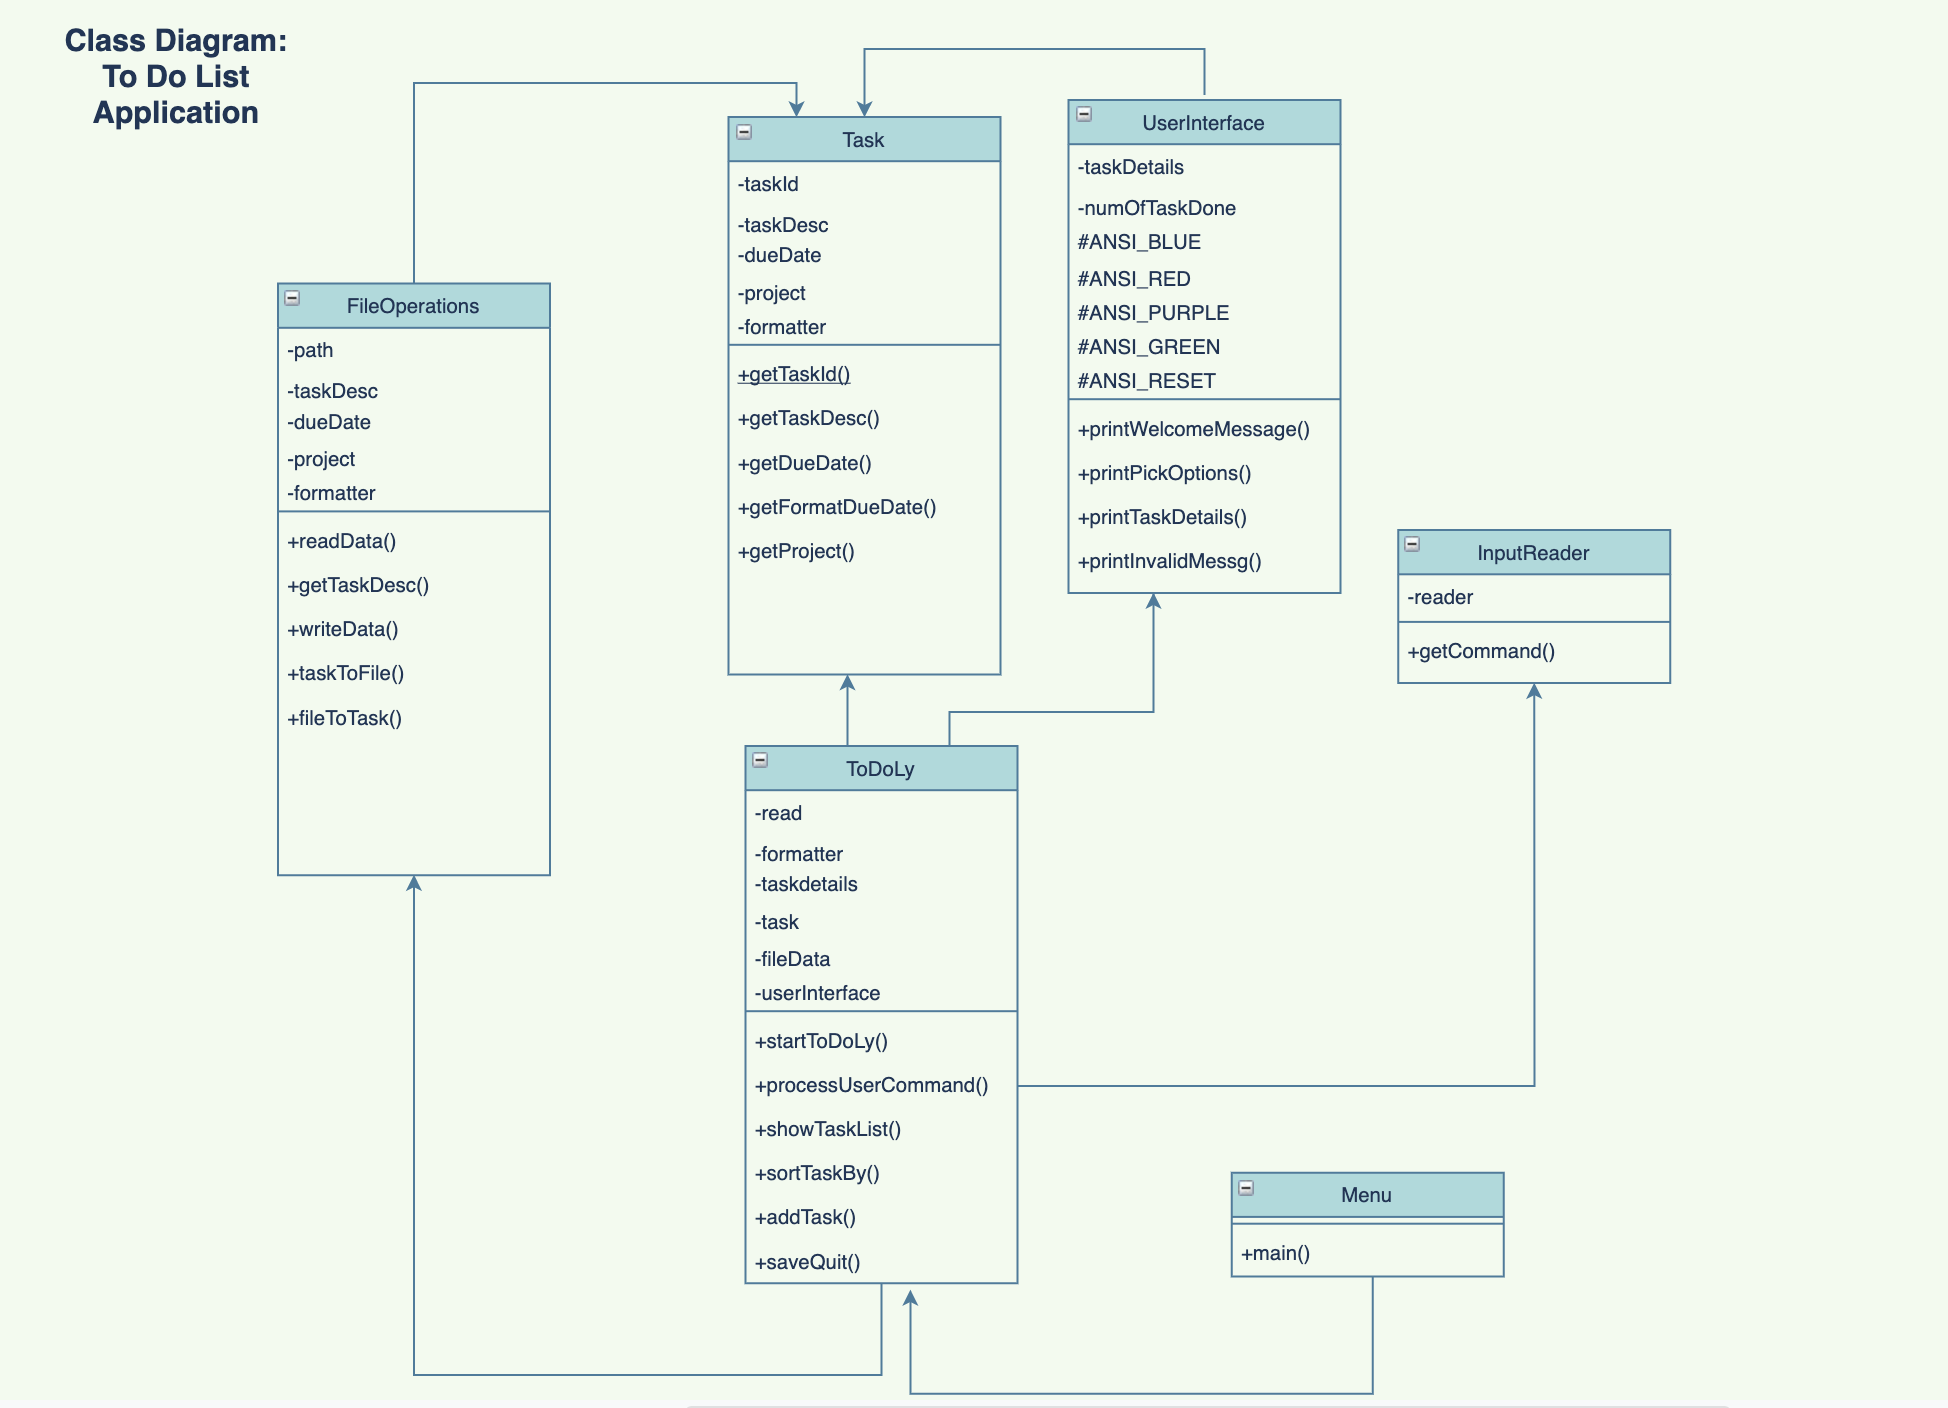 Class Diagram:
To Do List
Application
FileOperations
-path
-taskDesc
-dueDate
-project
-formatter
+readData()
+getTaskDesc()
+writeData()
+taskToFile()
+fileToTask()
Task
-taskId
-taskDesc
-dueDate
-project
-formatter
+getTaskId()
+getTaskDesc()
+getDueDate()
+getFormatDueDate()
+getProject()
UserInterface
-taskDetails
-numOfTaskDone
#ANSI_BLUE
#ANSI_RED
#ANSI_PURPLE
#ANSI_GREEN
#ANSI_RESET
+printWelcomeMessage()
+printPickOptions()
+printTaskDetails()
+printInvalidMessg()
InputReader
-reader
+getCommand()
ToDoLy
-read
-formatter
-taskdetails
-task
-fileData
-userInterface
+startToDoLy()
+processUserCommand()
+showTaskList()
+sortTaskBy()
+addTask()
+saveQuit()
Menu
+main()